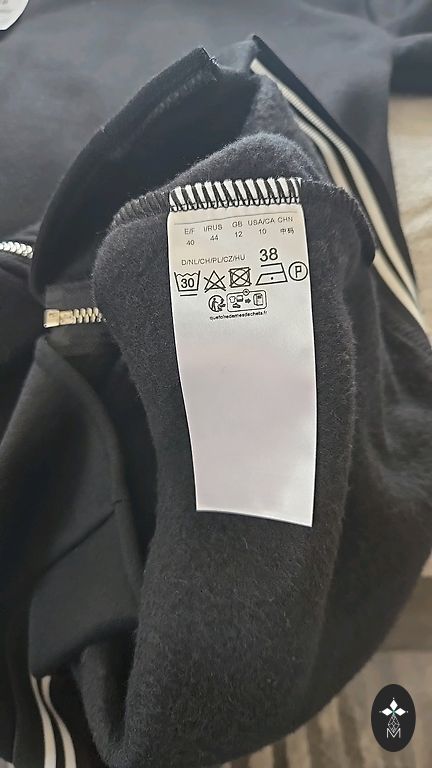 E/F I/RUS GB USA/CA CHN
40 44 12 10 中码
D/NL/CH/PL/CZ/HU 38
30 P
quefairedemesdechets.fr
M